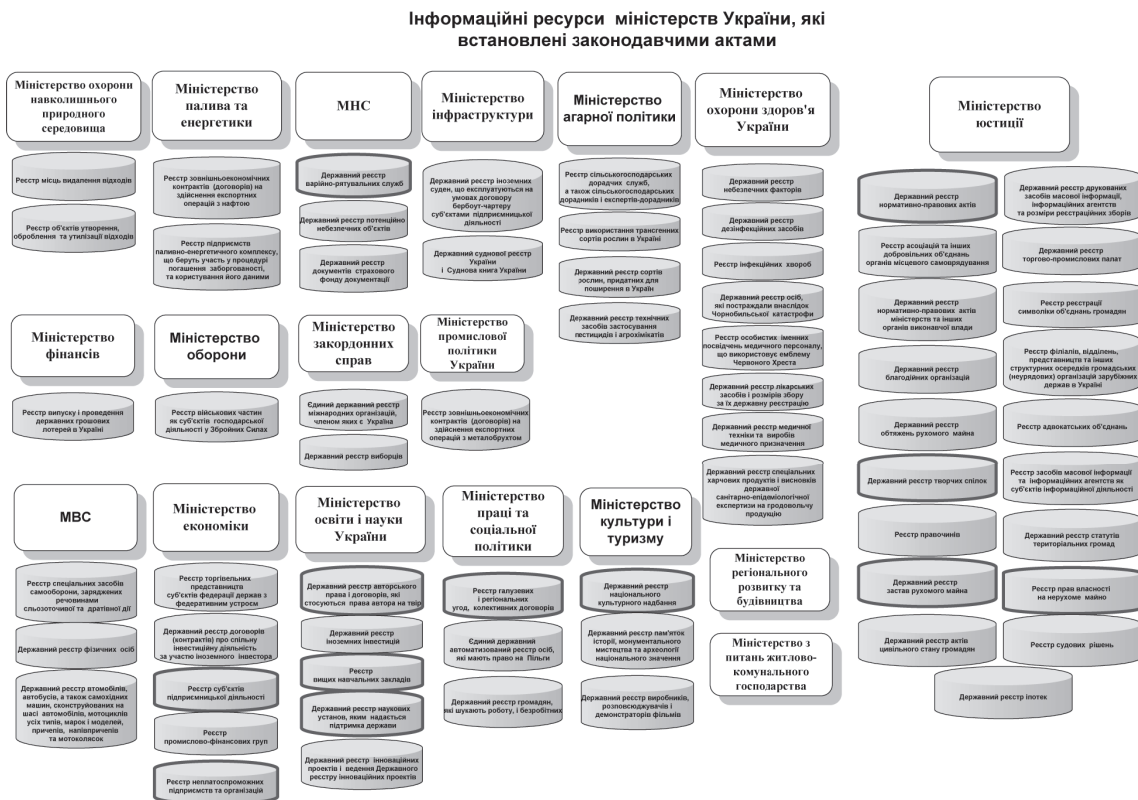 Інформаційні ресурси міністерств України, які
встановлені законодавчими актами
Міністерство охорони
навколишнього
природного
середовища
Реєстр місць видалення відходів
Реєстр об'єктів утворення,
оброблення та утилізації відходів
Міністерство
палива та
енергетики
Реєстр зовнішньоекономічних
контрактів (договорів) на
здійснення експортних
операцій з нафтою
Реєстр підприємств
паливно-енергетичного комплексу,
що беруть участь у процедурі
погашення заборгованості,
та користування його даними
МНС
Державний реєстр
варійно-рятувальних служб
Державний реєстр потенційно
небезпечних об'єктів
Державний реєстр
документів страхового
фонду документації
Міністерство
інфраструктури
Державний реєстр іноземних
суден, що експлуатуються на
умовах договору
бербоут-чартеру
суб'єктами підприємницької
діяльності
Державний судновой реєстр
України
і Суднова книга України
Міністерство
агарної політики
Реєстр сільськогосподарських
дорадчих служб,
а також сільськогосподарських
дорадників і експертів-дорадників
Реєстр використання трансгенних
сортів рослин в Україні
Державний реєстр сортів
рослин, придатних для
поширення в Україн
Державний реєстр технічних
засобів застосування
пестицидів і агрохімікатів
Міністерство
охорони здоров'я
України
Державний реєстр
небезпечних факторів
Державний реєстр
дезінфекційних засобів
Реєстр інфекційних хвороб
Державний реєстр осіб,
які постраждали внаслідок
Чорнобильської катастрофи
Реєстр особистих іменних
посвідчень медичного персоналу,
що використовує емблему
Червоного Хреста
Державний реєстр лікарських
засобів і розмірів збору
за їх державну реєстрацію
Державний реєстр медичної
техніки та виробів
медичного призначення
Державний реєстр спеціальних
харчових продуктів і висновків
державної
санітарно-епідміологічної
експертизи на гродовольчу
продукцію
Міністерство
юстиції
Державний реєстр
нормативно-правових актів
Реєстр асоціацій та інших
добровільних об'єднань
органів місцевого самоврядування
Державний реєстр
нормативно-правових актів
міністерств та інших
органів виконавчої влади
Державний реєстр
благодійних організацій
Державний реєстр
обтяжень рухомого майна
Державний реєстр творчих спілок
Реєстр правочинів
Державний реєстр
застав рухомого майна
Державний реєстр актів
цивільного стану громадян
Державний реєстр друкованих
засобів масової інформації,
інформаційних агентств
та розміри реєстраційних зборів
Державний реєстр
торгово-промислових палат
Реєстр реєстрації
символіки об'єднань громадян
Реєстр філіалів, відділень,
представництв та інших
структурних осередків громадських
(неурядових) організацій зарубіжних
держав в Україні
Реєстр адвокатських об'єднань
Реєстр засобів масової інформації
та інформаційних агентств як
суб'єктів інформаційної діяльності
Державний реєстр статутів
територіальних громад
Реєстр прав власності
на нерухоме майно
Реєстр судових рішень
Державний реєстр іпотек
Міністерство
фінансів
Реєстр випуску і проведення
державних грошових
лотерей в Україні
Міністерство
оборони
Реєстр військових частин
як суб'єктів господарської
діяльності у Збройних Силах
Міністерство
закордонних
справ
Єдиний державний реєстр
міжнародних організацій,
членом яких є Україна
Державний реєстр виборців
Міністерство
промислової
політики
України
Реєстр зовнішньоекономічних
контрактів (договорів) на
здійснення експортних
операцій з металобрухтом
МВС
Реєстр спеціальних засобів
самооборони, заряджених
речовинами
сльозоточивої та дратівної дії
Державний реєстр фізичних осіб
Державний реєстр втомобілів,
автобусів, а також самохідних
машин, сконструйованих на
шасі автомобілів, мотоциклів
усіх типів, марок і моделей,
причепів, напівпричепів
та мотоколясок
Міністерство
економіки
Реєстр торгівельних
представництв
суб'єктів федерації держав з
федеративним устроєм
Державний реєстр договорів
(контрактів) про спільну
інвестиційну діяльність
за участю іноземного інвестора
Реєстр суб'єктів
підприємницької діяльності
Реєстр
промислово-фінансових груп
Реєстр неплатоспроможних
підприємств та організацій
Міністерство
освіти і науки
України
Державний реєстр авторського
права і договорів, які
стосуються права автора на твір
Державний реєстр
іноземних інвестицій
Реєстр
вищих навчальних закладів
Державний реєстр наукових
установ, яким надається
підтримка держави
Державний реєстр інноваційних
проектів і ведення Державного
реєстру інноваційних проектів
Міністерство
праці та
соціальної
політики
Реєстр галузевих
і регіональних
угод, колективних договорів
Єдиний державний
автоматизований реєстр осіб,
які мають право на Пільги
Державний реєстр громадян,
які шукають роботу, і безробітних
Міністерство
культури і
туризму
Державний реєстр
національного
культурного надбання
Державний реєстр пам'яток
історії, монументального
мистецтва та археології
національного значення
Державний реєстр виробників,
розповсюджувачів і
демонстраторів фільмів
Міністерство
регіонального
розвитку та
будівництва
Міністерство з
питань житлово-
комунального
господарства